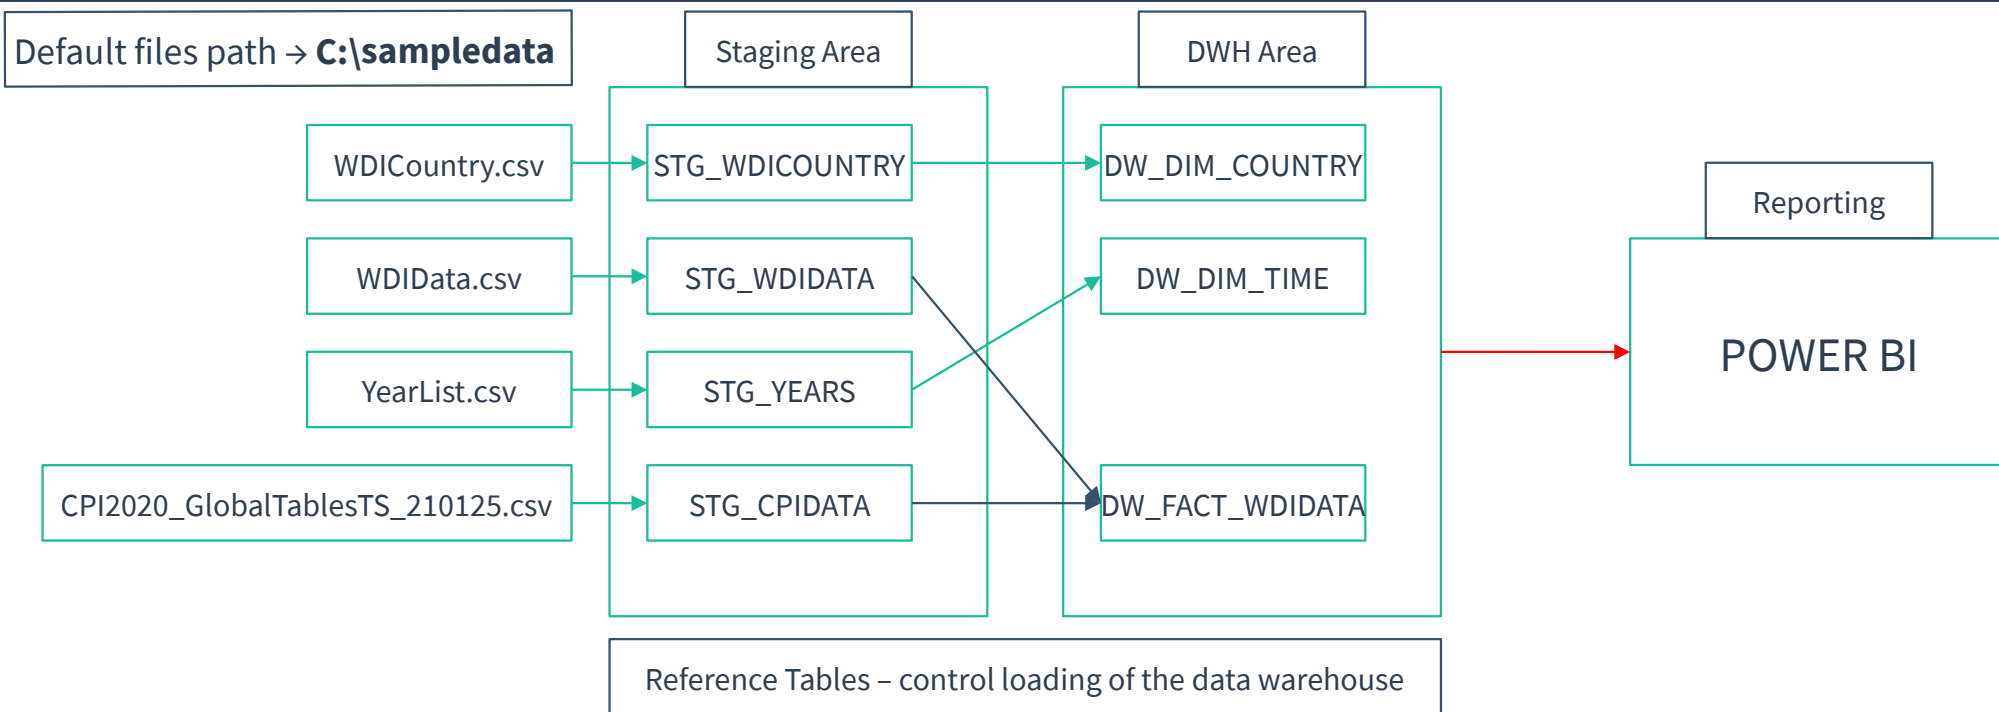 Default files path → C:\sampledata
Staging Area
DWH Area
WDICountry.csv
STG_WDICOUNTRY
DW_DIM_COUNTRY
Reporting
WDIData.csv
STG_WDIDATA
DW_DIM_TIME
POWER BI
YearList.csv
STG_YEARS
CPI2020_GlobalTablesTS_210125.csv
STG_CPIDATA
DW_FACT_WDIDATA
Reference Tables – control loading of the data warehouse